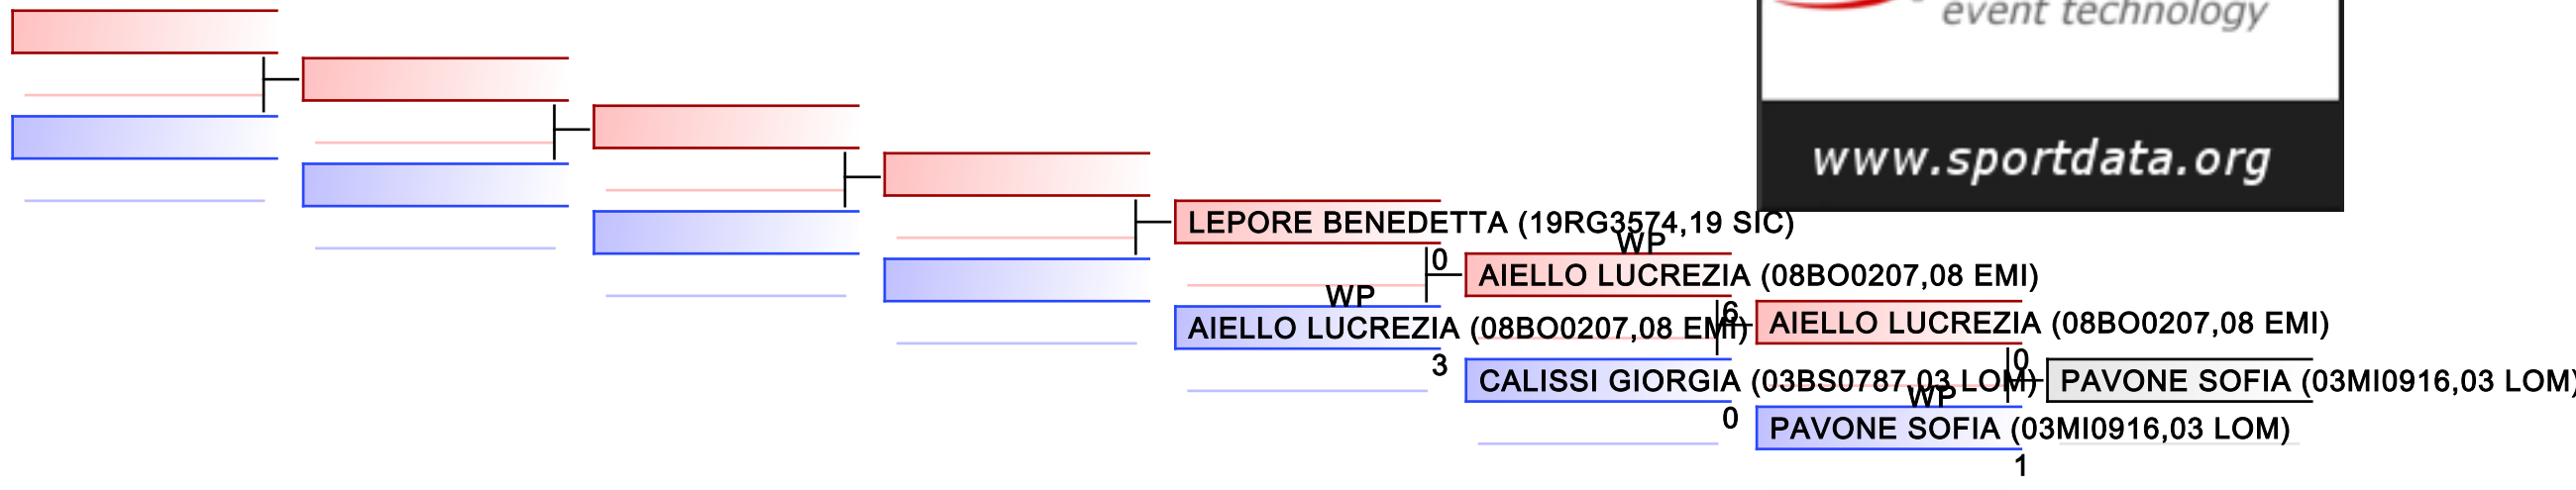 event technology
www.sportdata.org
LEPORE BENEDETTA (19RG3574,19 SIC)
WP
0
AIELLO LUCREZIA (08BO0207,08 EMI)
WP
6
AIELLO LUCREZIA (08BO0207,08 EMI)
AIELLO LUCREZIA (08BO0207,08 EMI)
3
0
CALISSI GIORGIA (03BS0787,03 LOM)
PAVONE SOFIA (03MI0916,03 LOM)
WP
0
PAVONE SOFIA (03MI0916,03 LOM)
1